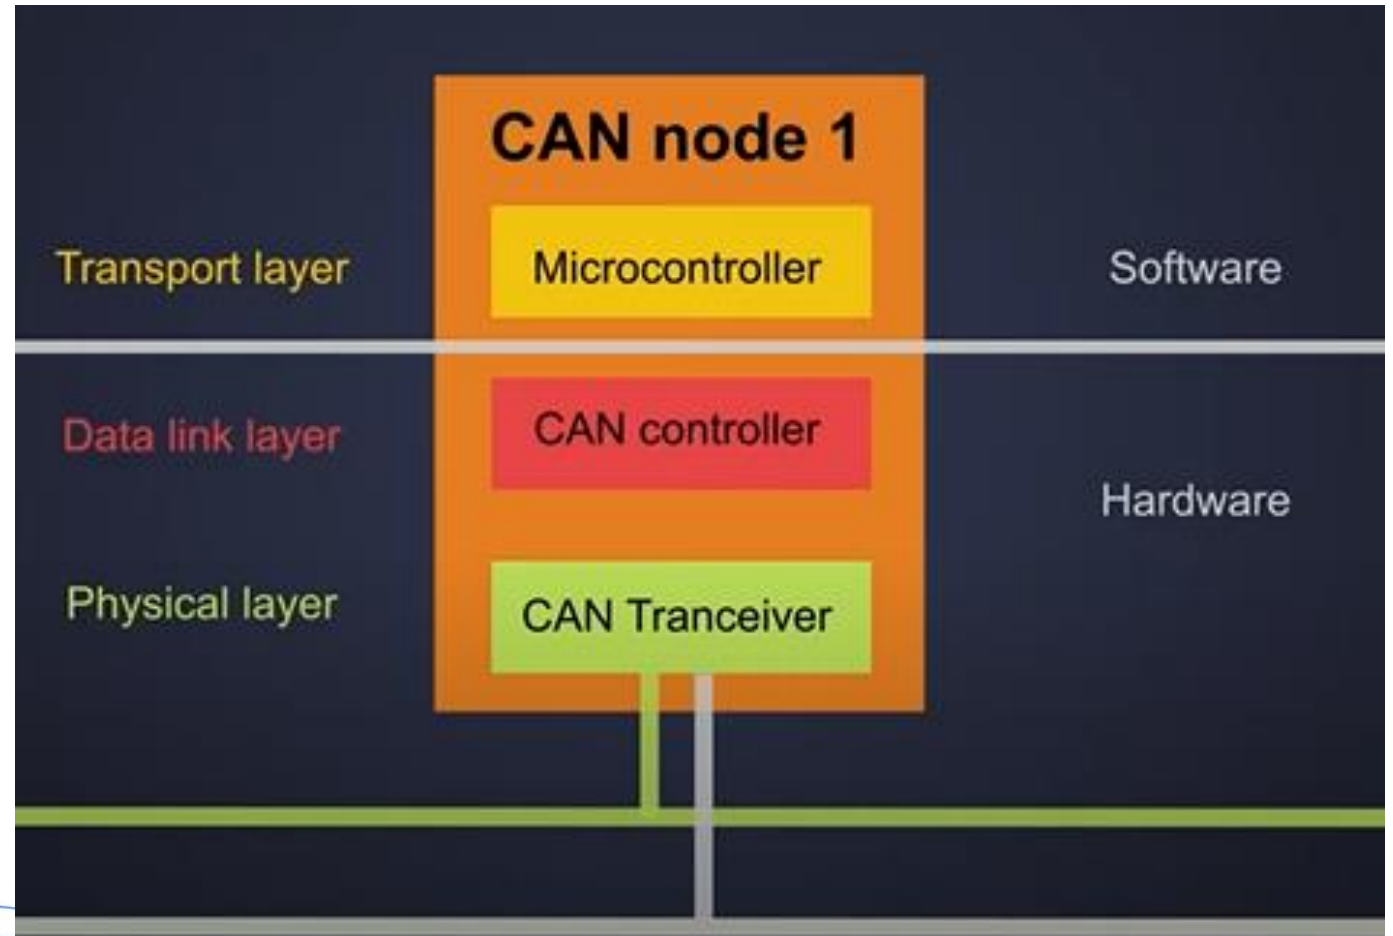 CAN node 1
Transport layer
Microcontroller
Software
Data link layer
CAN controller
Hardware
Physical layer
CAN Tranceiver